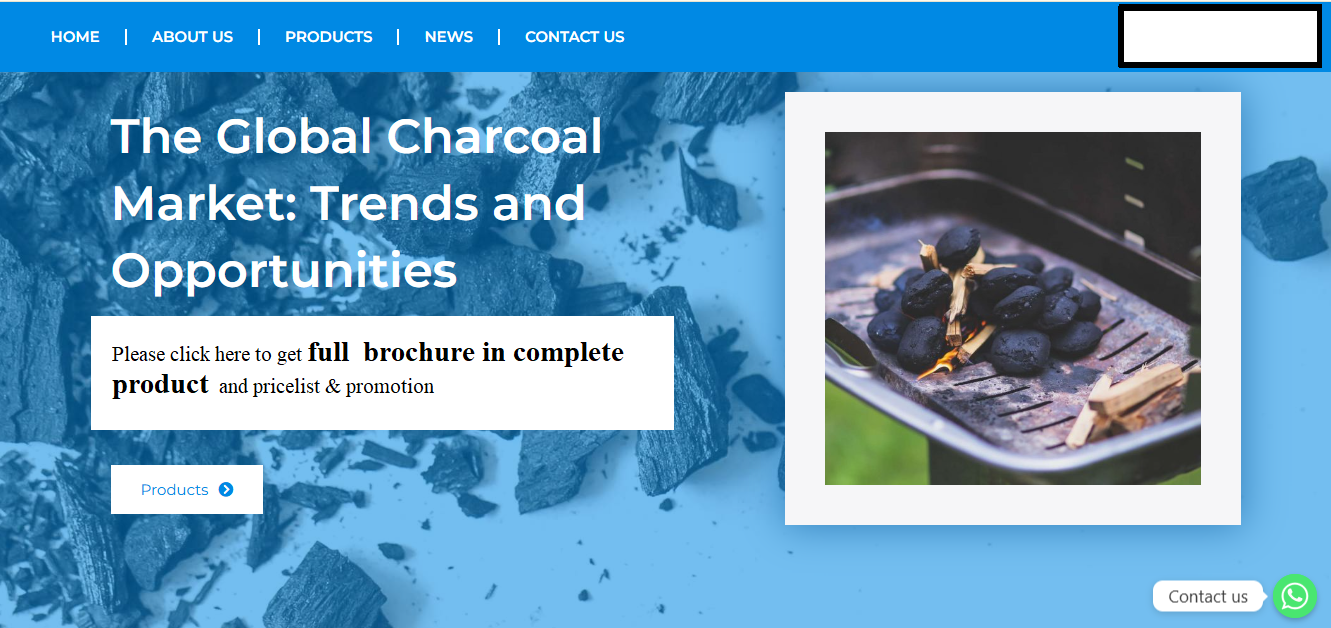 HOME | ABOUT US | PRODUCTS | NEWS | CONTACT US
The Global Charcoal
Market: Trends and
Opportunities
Please click here to get full  brochure in complete
product  and pricelist & promotion
Products
Contact us